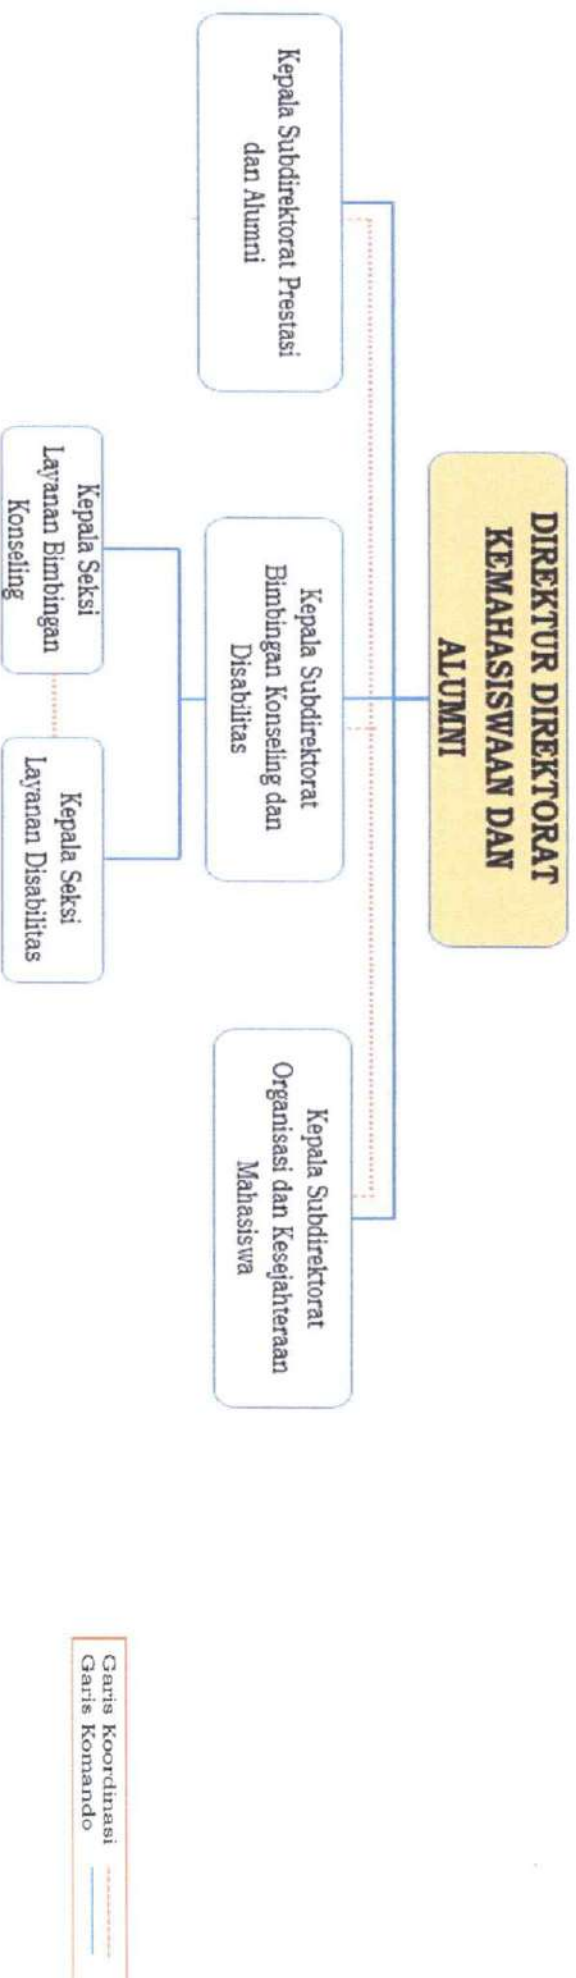 DIREKTUR DIREKTORAT
KEMAHASISWAAN DAN
ALUMNI
Kepala Subdirektorat Prestasi
dan Alumni
Kepala Subdirektorat
Bimbingan Konseling dan
Disabilitas
Kepala Subdirektorat
Organisasi dan Kesejahteraan
Mahasiswa
Kepala Seksi
Layanan Bimbingan
Konseling
Kepala Seksi
Layanan Disabilitas
Garis Koordinasi
Garis Komando